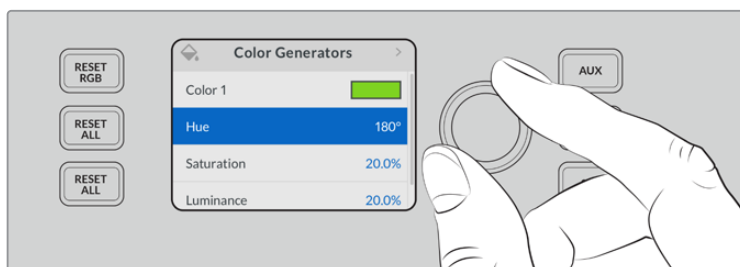 RESET
RGB
RESET
ALL
RESET
ALL
Color Generators >
Color 1
Hue 180°
Saturation 20.0%
Luminance 20.0%
AUX